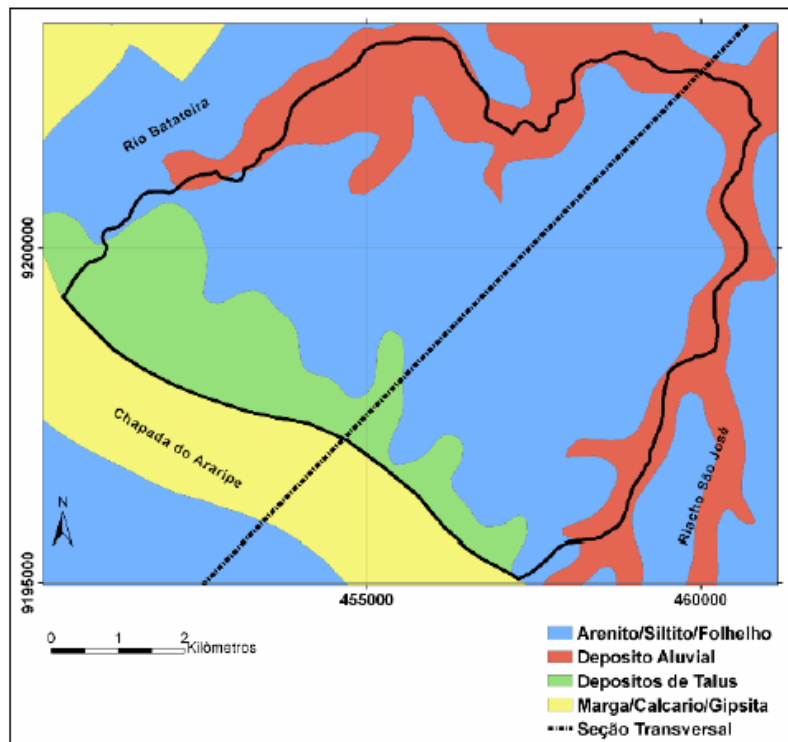 Rio Batateira
9200000
Chapada do Araripe
Riacho São José
N
9195000
455000
460000
0 1 2
Kilòmetros
Arenito/Siltito/Folhelho
Deposito Aluvial
Depositos de Talus
Marga/Calcario/Gipsita
Seção Transversal